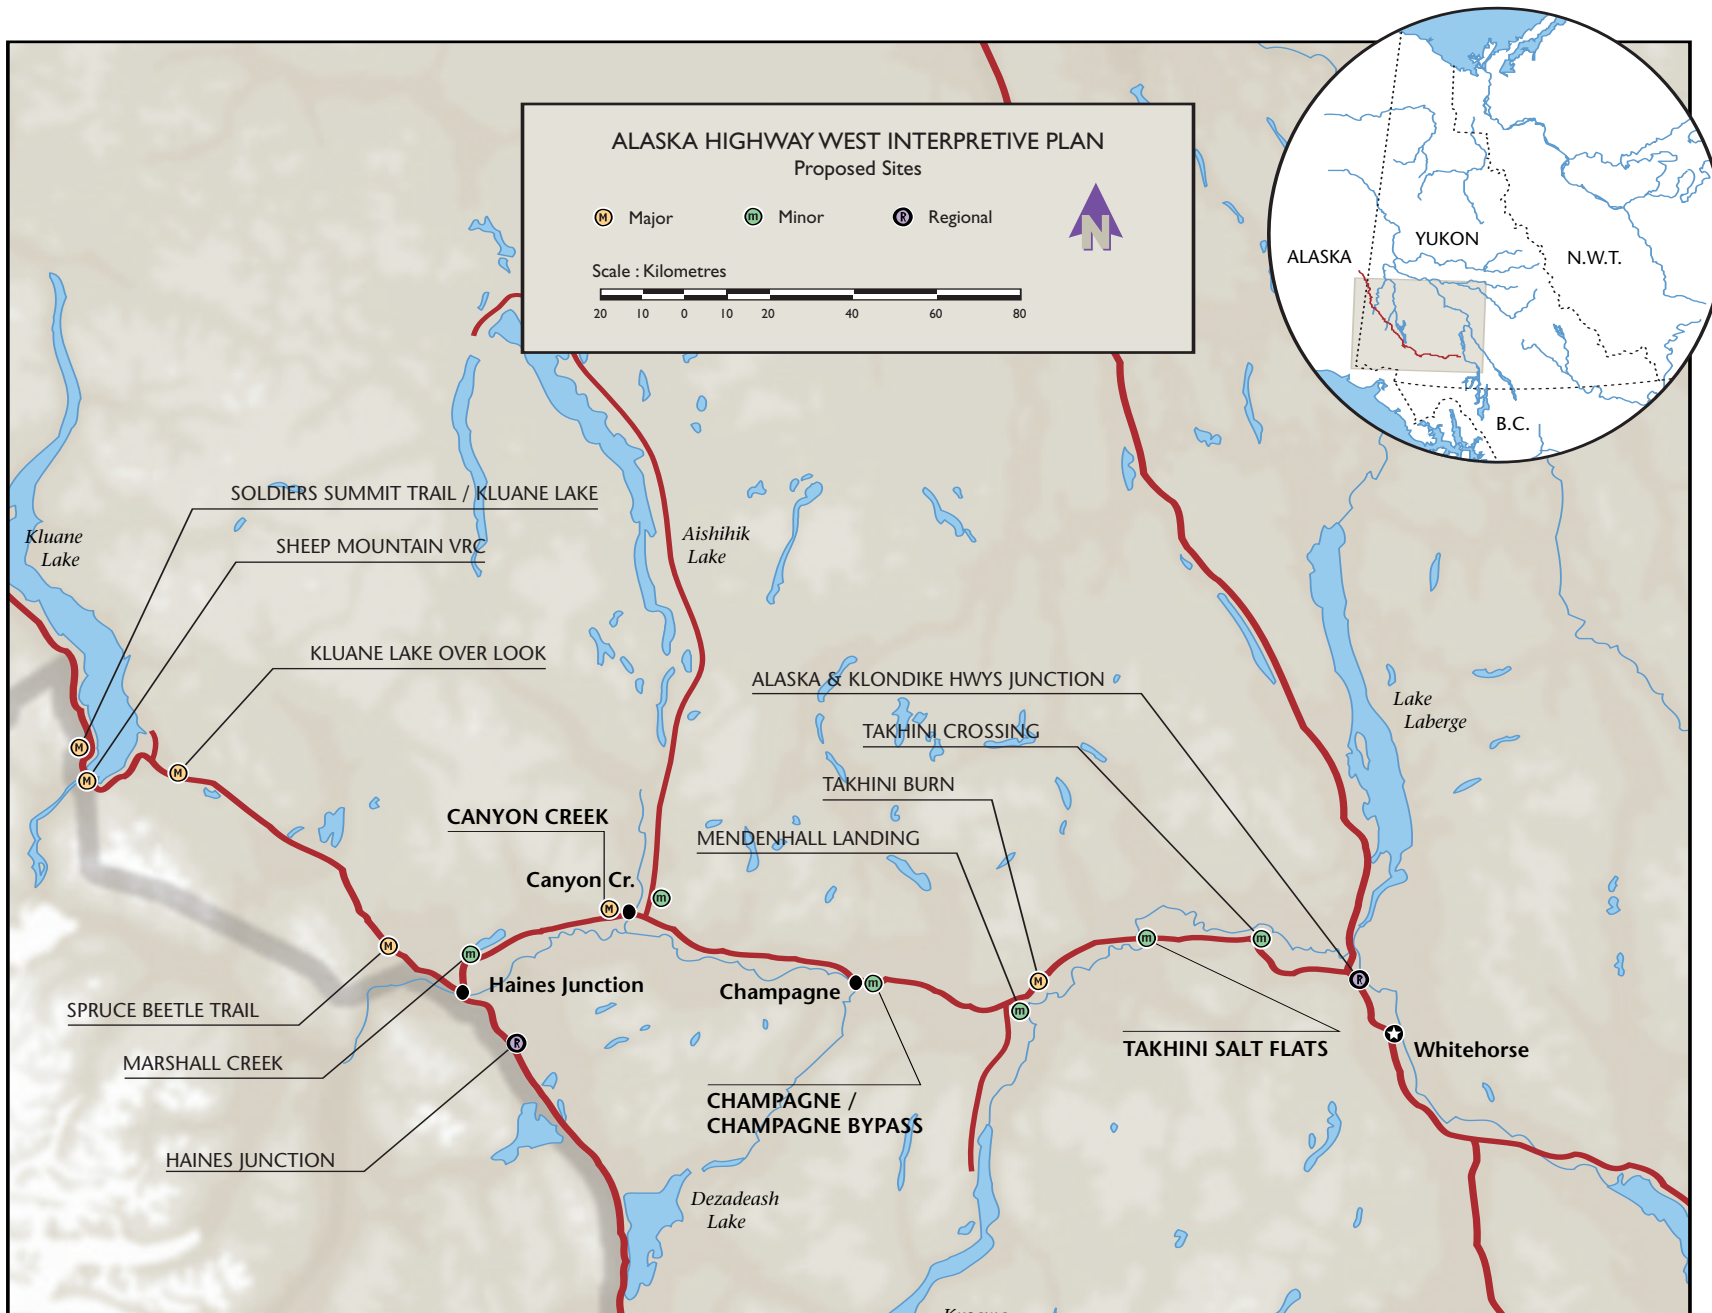 ALASKA HIGHWAY WEST INTERPRETIVE PLAN
Proposed Sites
M Major
m Minor
R Regional
N
Scale : Kilometres
20 10 0 10 20 40 60 80
ALASKA
YUKON
N.W.T.
B.C.
SOLDIERS SUMMIT TRAIL / KLUANE LAKE
Kluane
Lake
SHEEP MOUNTAIN VRC
Aishihik
Lake
KLUANE LAKE OVER LOOK
ALASKA & KLONDIKE HWYS JUNCTION
Lake
Laberge
TAKHINI CROSSING
M
M
M
TAKHINI BURN
CANYON CREEK
MENDENHALL LANDING
Canyon Cr.
m
M
M
m
m
m
Haines Junction
Champagne
m
M
R
SPRUCE BEETLE TRAIL
m
R
TAKHINI SALT FLATS
Whitehorse
MARSHALL CREEK
CHAMPAGNE /
CHAMPAGNE BYPASS
HAINES JUNCTION
Dezadeash
Lake